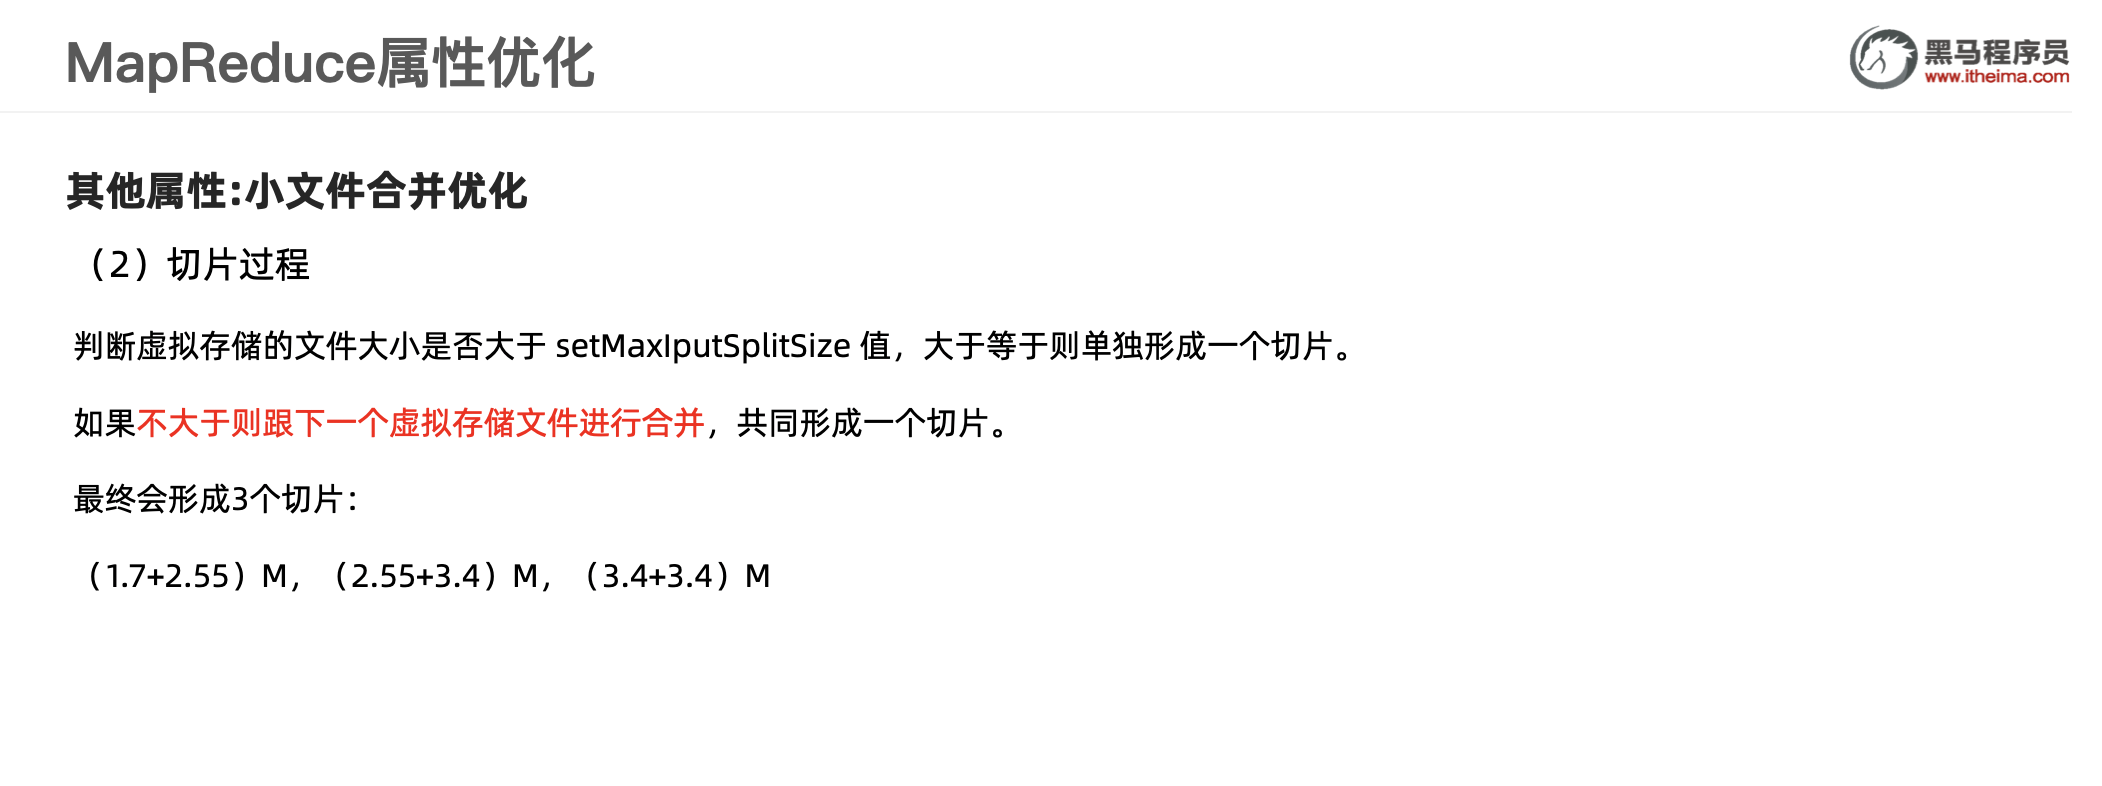 MapReduce属性优化
黑马程序员
www.itheima.com
其他属性:小文件合并优化
（2）切片过程
判断虚拟存储的文件大小是否大于 setMaxIputSplitSize 值，大于等于则单独形成一个切片。
如果不大于则跟下一个虚拟存储文件进行合并，共同形成一个切片。
最终会形成3个切片：
（1.7+2.55）M，（2.55+3.4）M，（3.4+3.4）M